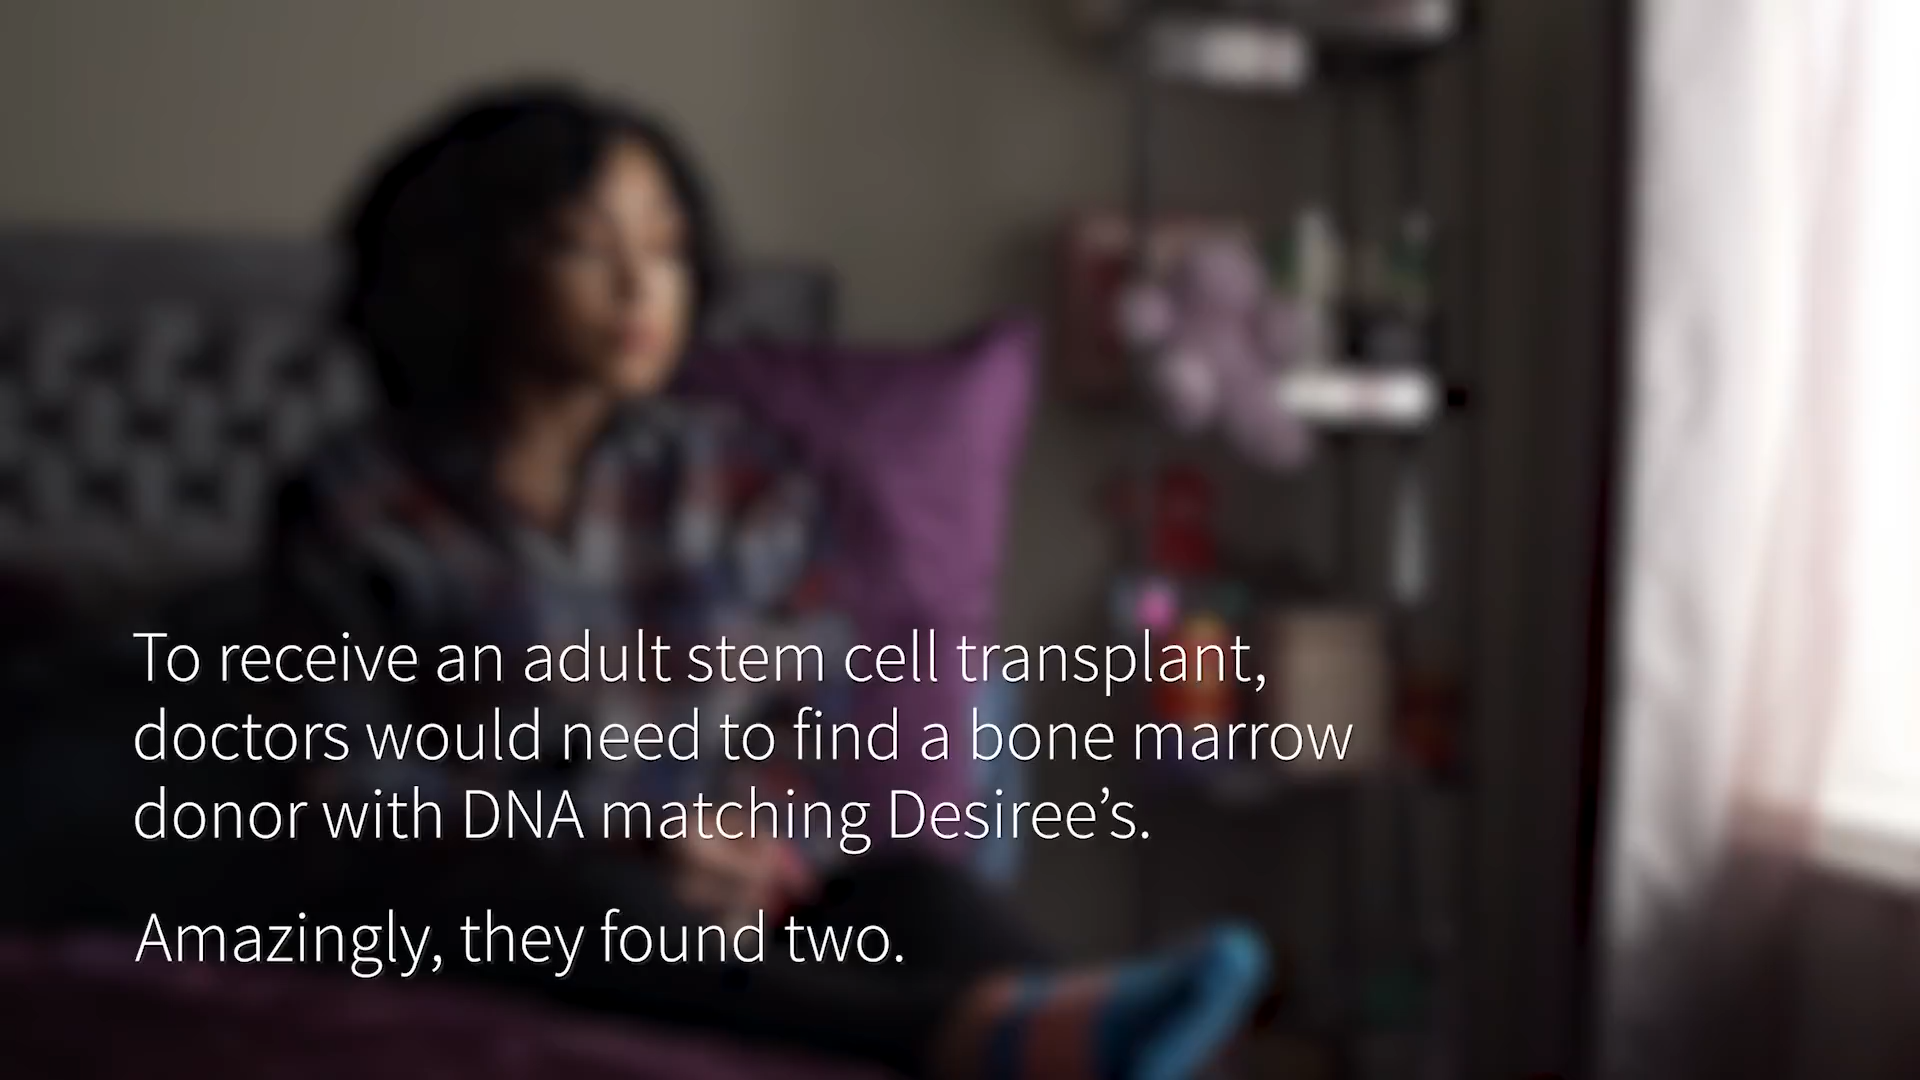 To receive an adult stem cell transplant,
doctors would need to find a bone marrow
donor with DNA matching Desiree’s.
Amazingly, they found two.